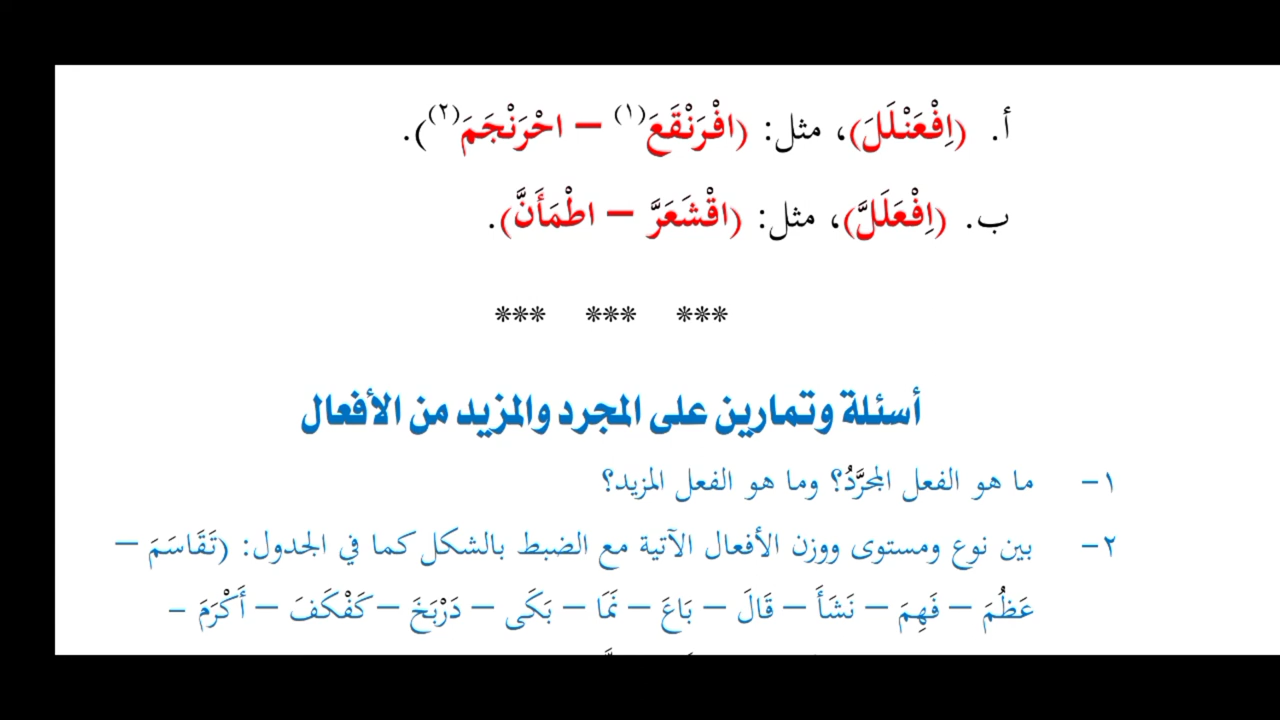 أ. (اِفْعَنْلَلَ)، مثل: (افْرَنْقَعَ(١) – احْرَنْجَمَ(٢)).
ب. (اِفْعَلَلَّ)، مثل: (اقْشَعَرَّ – اطْمَأَنَّ).
*** *** ***
أسئلة وتمارين على المجرد والمزيد من الأفعال
١- ما هو الفعل المجرَّدُ؟ وما هو الفعل المزيد؟
٢- بين نوع ومستوى ووزن الأفعال الآتية مع الضبط بالشكل كما في الجدول: (تَقَاسَمَ –
عَظُمَ – فَهِمَ – نَشَأَ – قَالَ – بَاعَ – نَمَا – بَكَى – دَرْبَخَ – كَفْكَفَ – أَكْرَمَ –